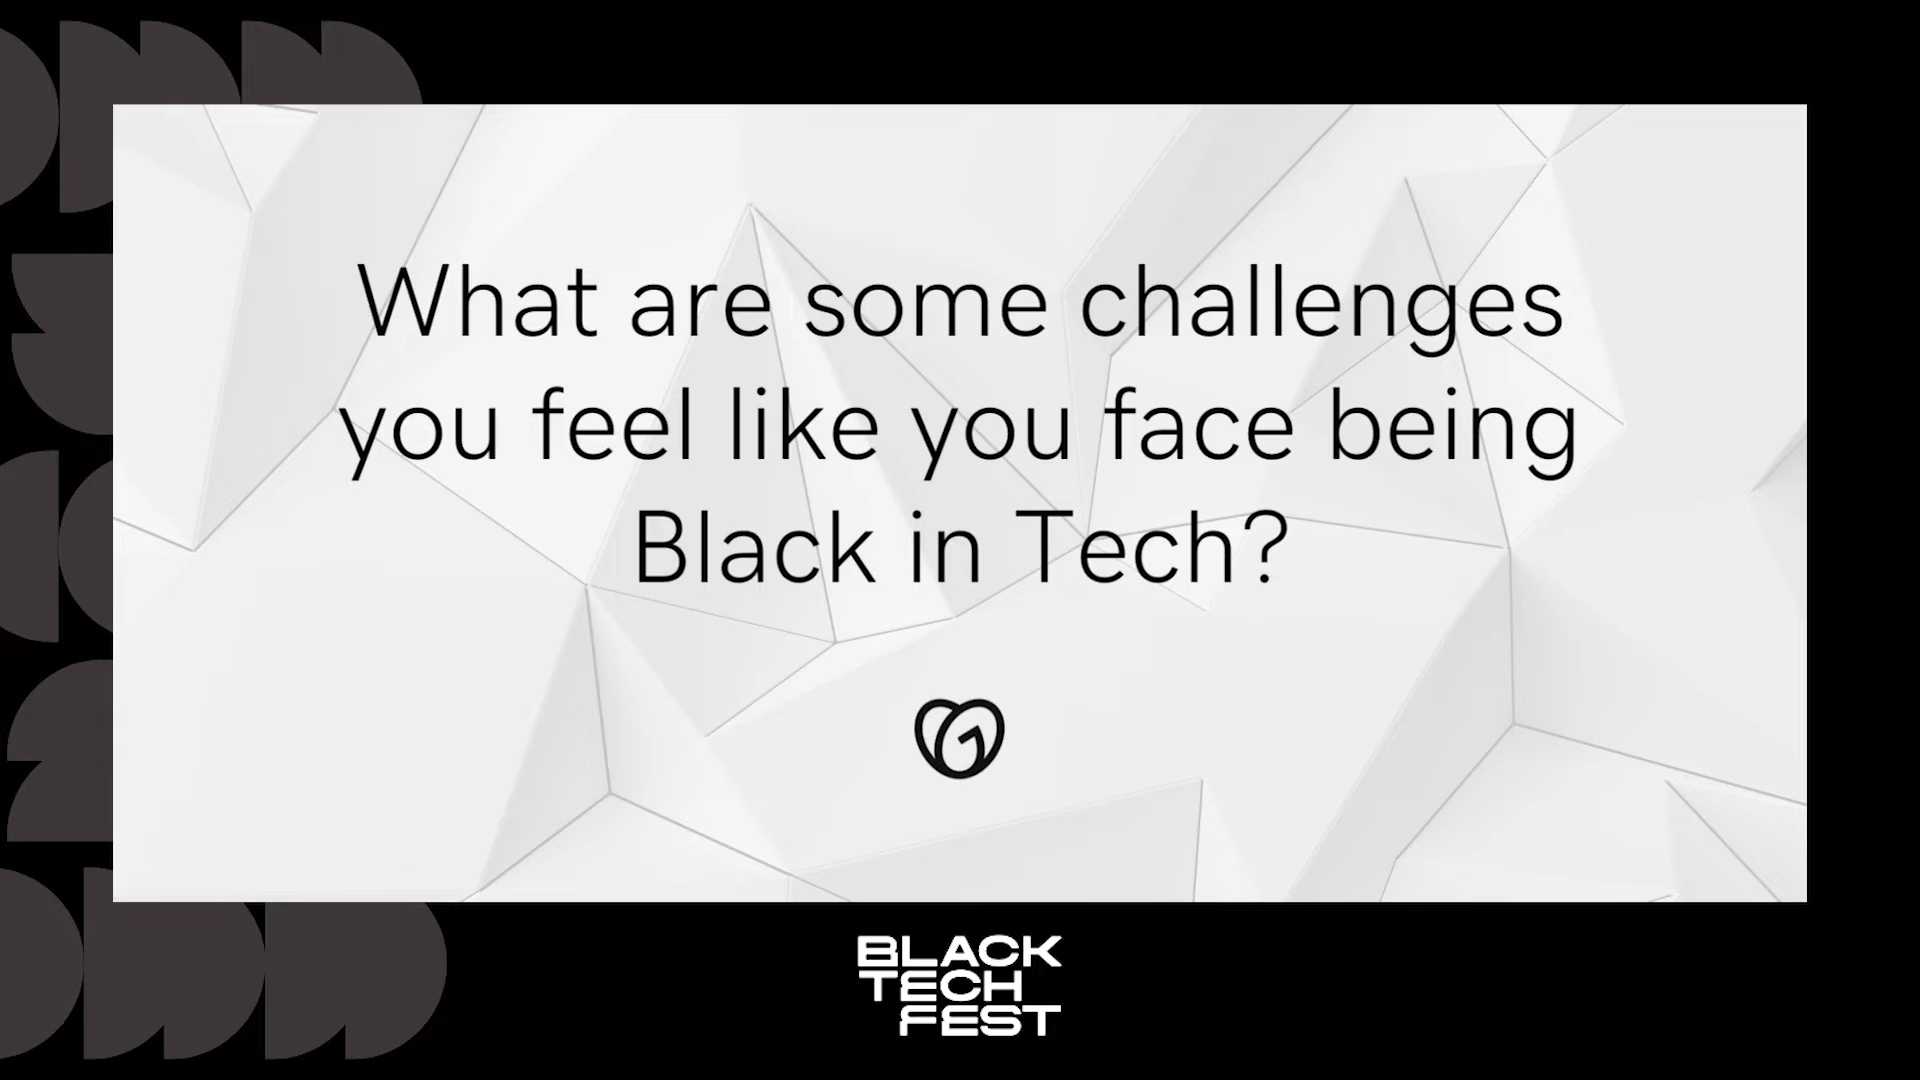 What are some challenges
you feel like you face being
Black in Tech?
BLACK
TECH
FEST